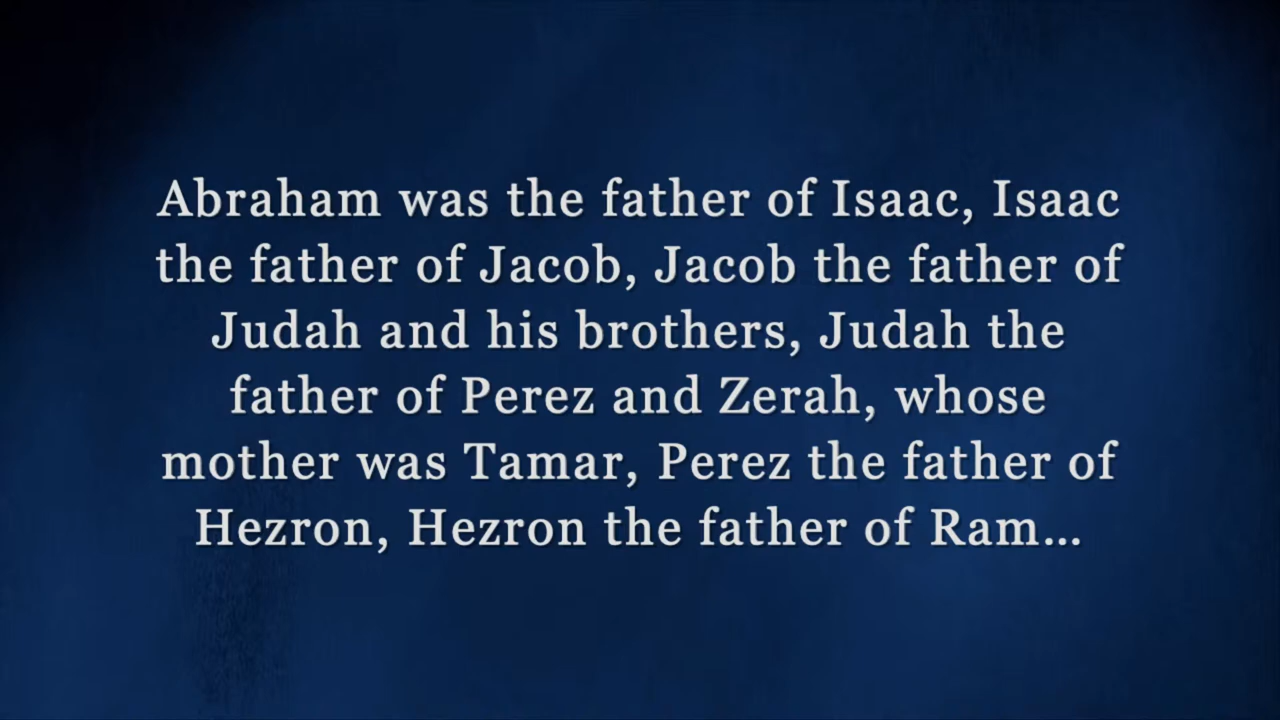 Abraham was the father of Isaac, Isaac
the father of Jacob, Jacob the father of
Judah and his brothers, Judah the
father of Perez and Zerah, whose
mother was Tamar, Perez the father of
Hezron, Hezron the father of Ram...